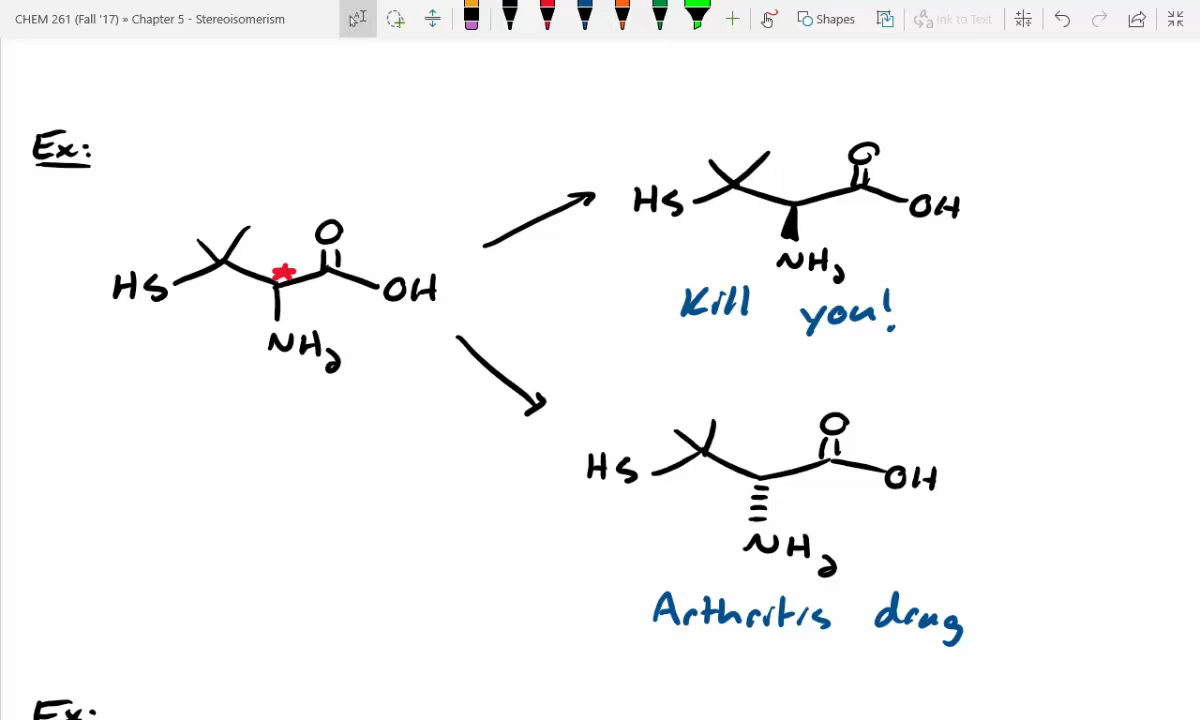 CHEM 261 (Fall '17) » Chapter 5 - Stereoisomerism
Shapes
Ink to Text
Ex:
O
HS
OH
NH2
*
O
HS
OH
NH2
Kill you!
O
HS
OH
NH2
Arthritis drug
Ex: